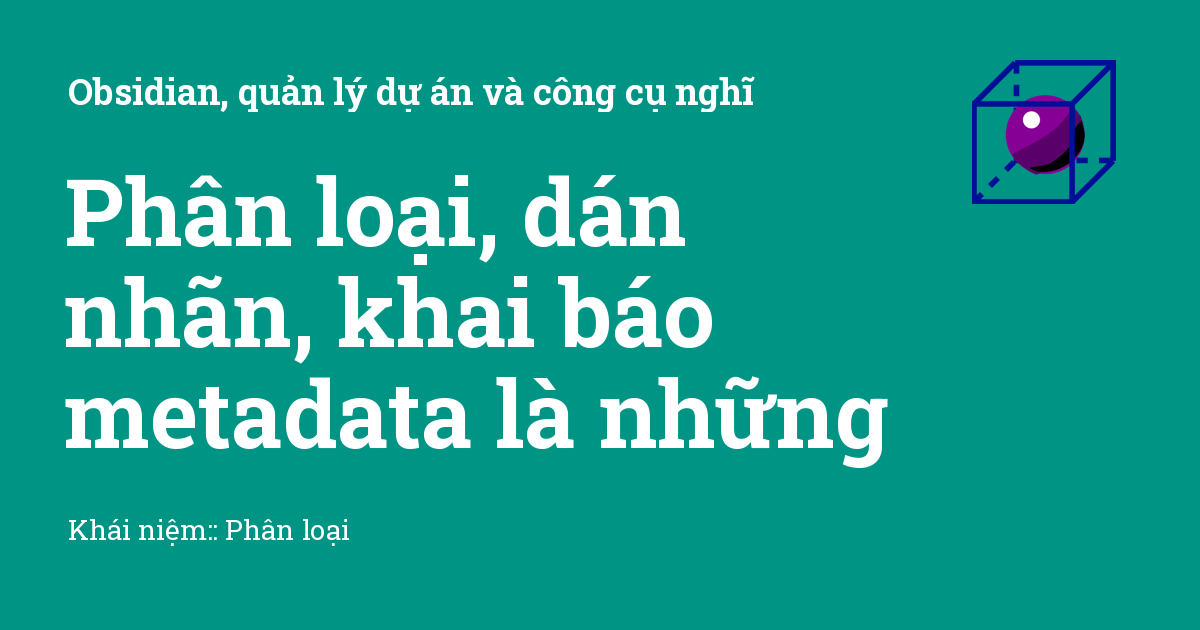 Obsidian, quản lý dự án và công cụ nghĩ
Phân loại, dán
nhãn, khai báo
metadata là những
Khái niệm:: Phân loại